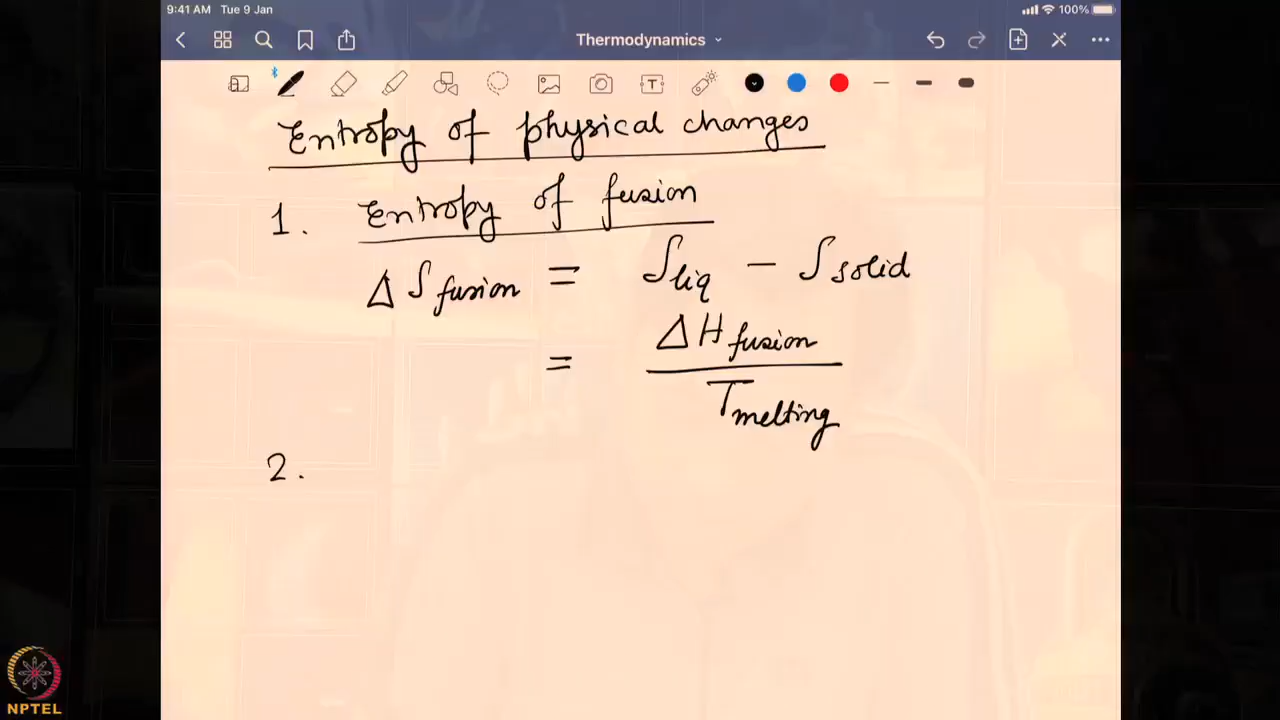 9:41 AM Tue 9 Jan 100%
Thermodynamics
T
Entropy of physical changes
1. Entropy of fusion
ΔS fusion = S liq - S solid
= ΔH fusion
T melting
2.
NPTEL